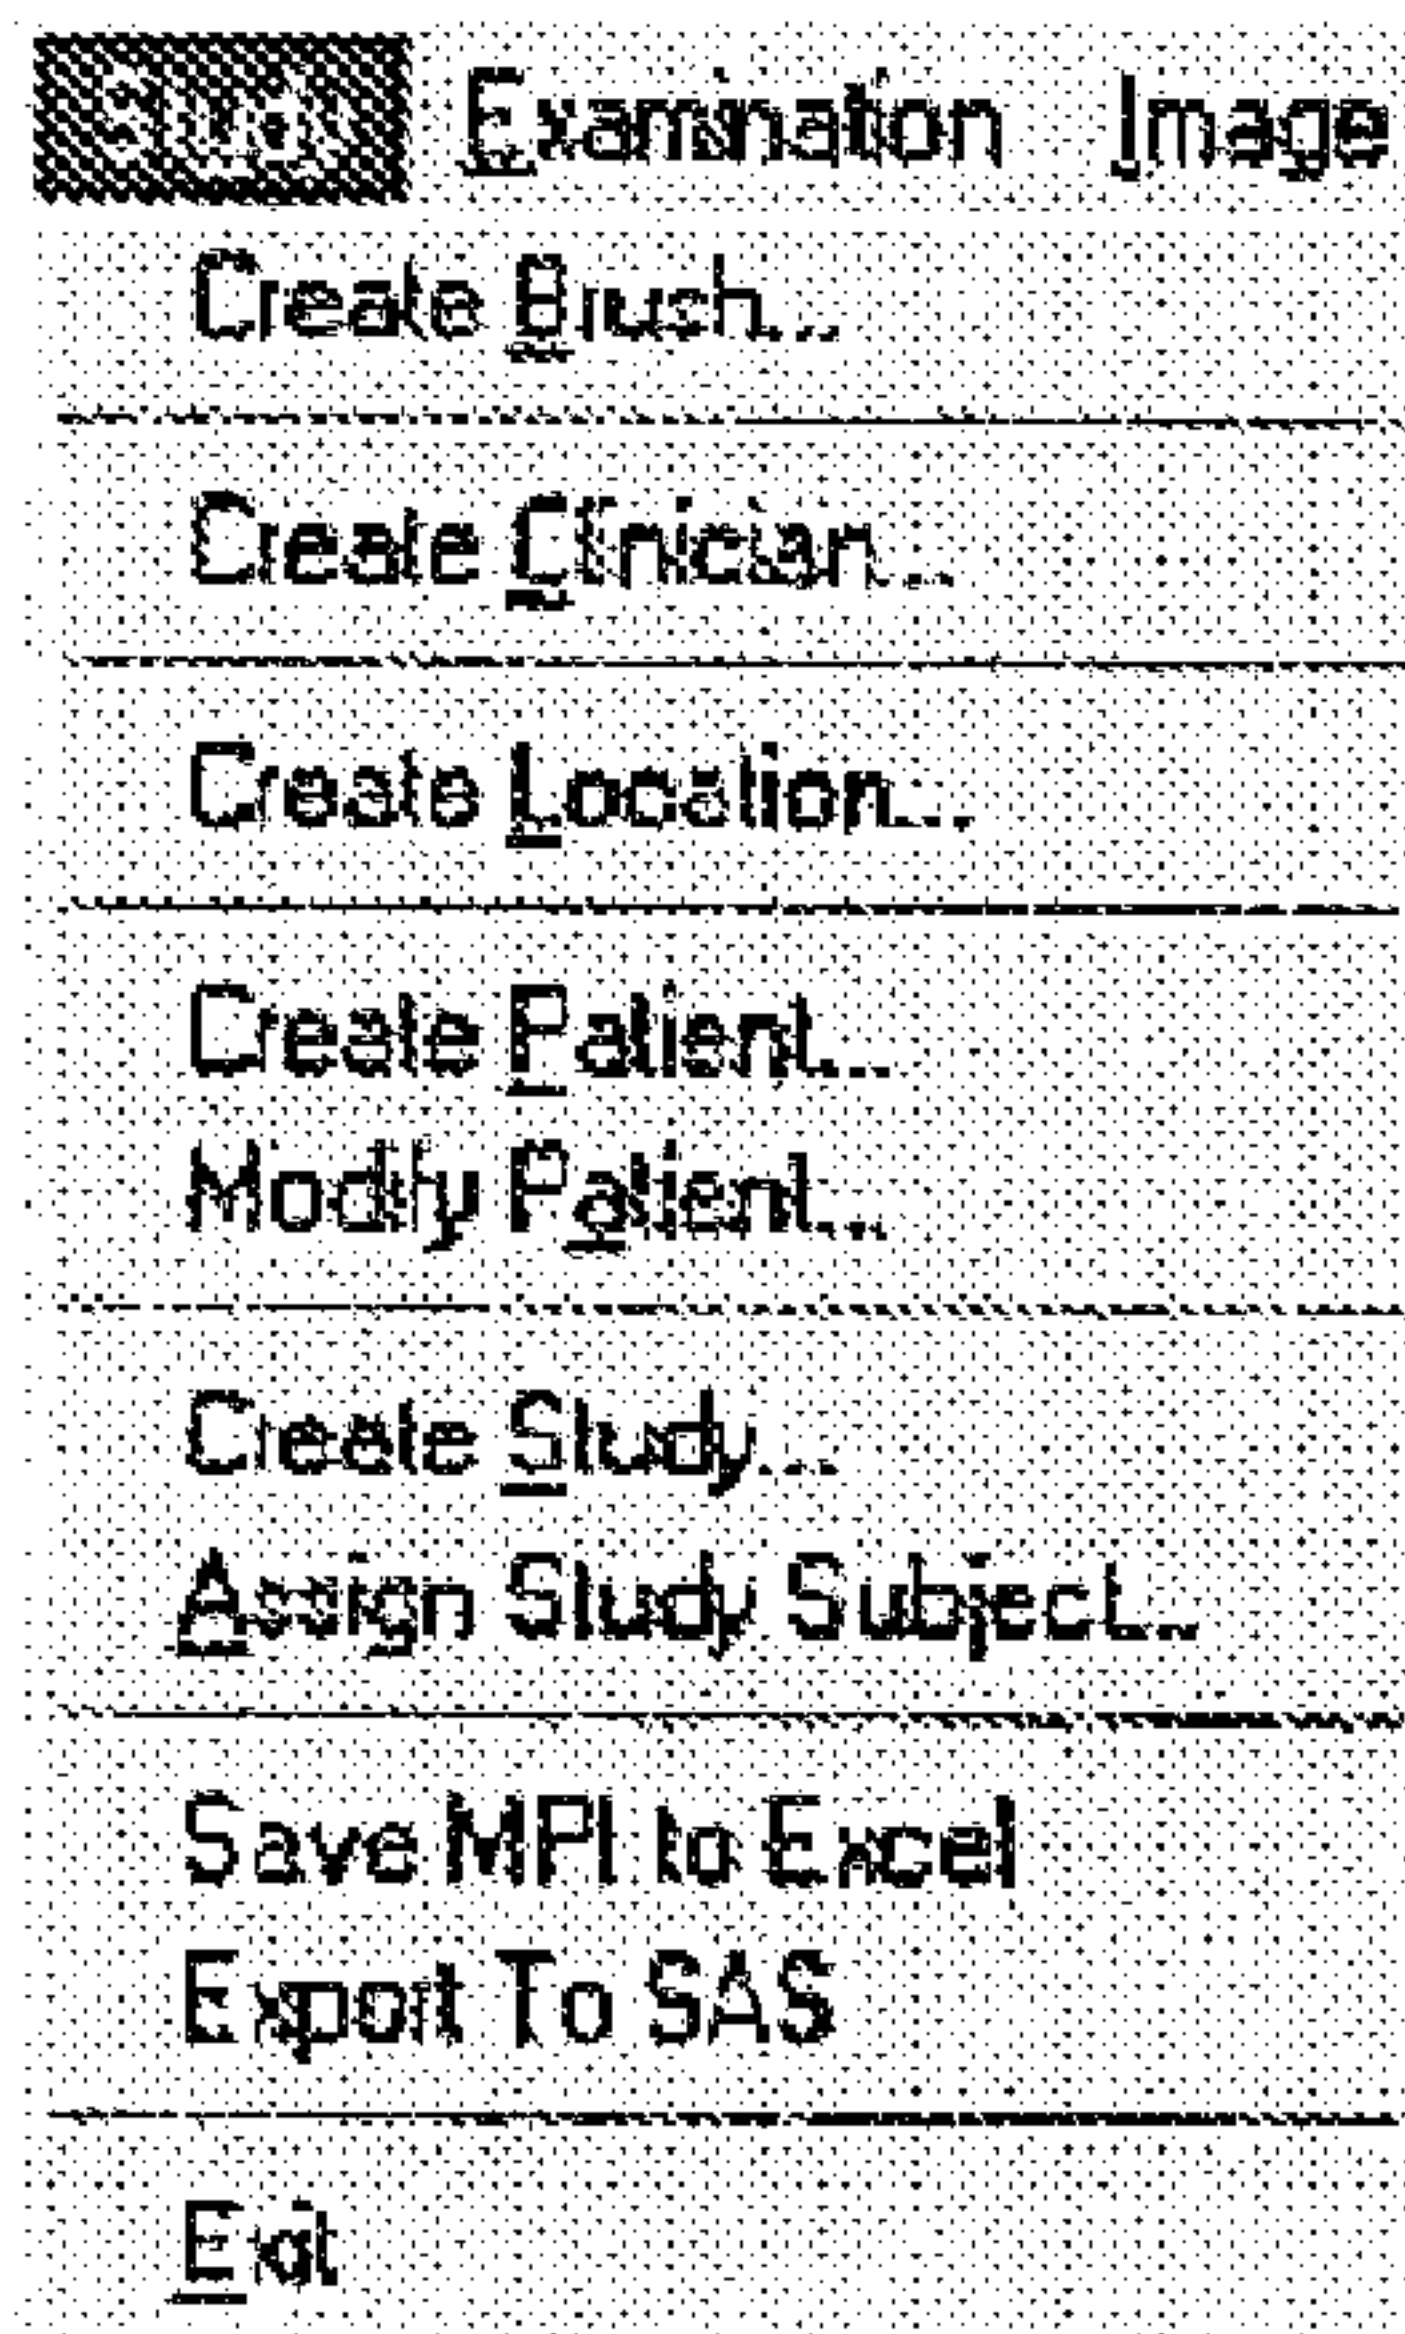 Study Examination Image
Create Brush...
Create Clinician...
Create Location...
Create Patient...
Modify Patient...
Create Study...
Assign Study Subject...
Save MPI to Excel
Export To SAS
Exit